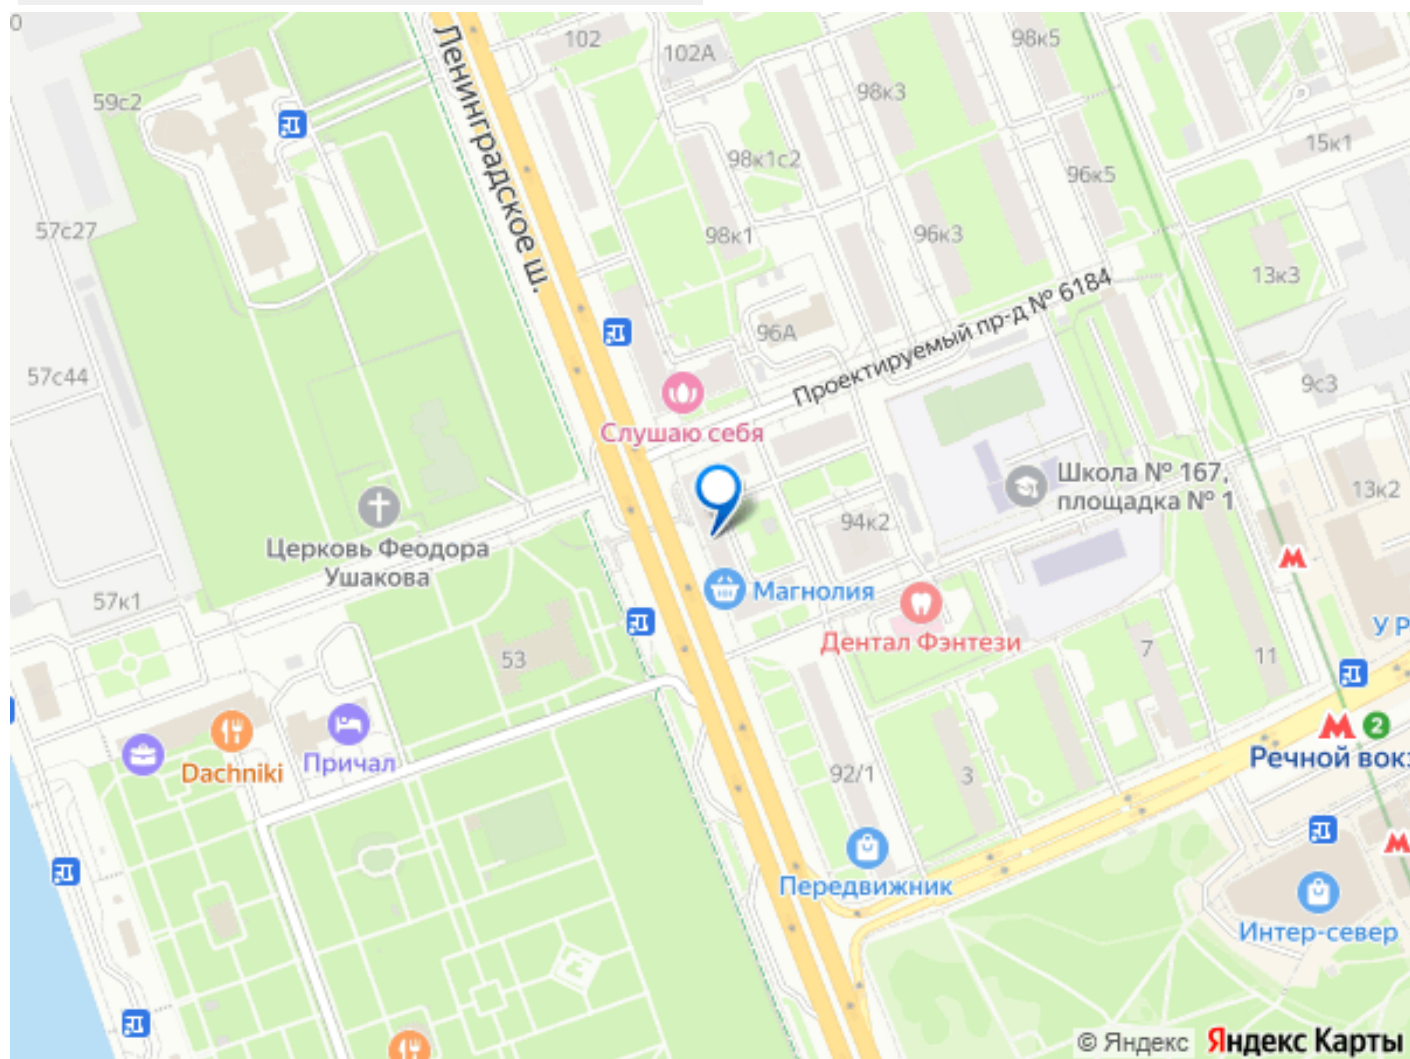 0
102
102А
98к5
59с2
98к3
Ленинградское ш.
98к1с2
15к1
96к5
57с27
98к1
96к3
13к3
Проектируемый пр-д № 6184
96А
57с44
9с3
Слушаю себя
Школа № 167,
площадка № 1
13к2
94к2
Церковь Феодора
Ушакова
57к1
Магнолия
Дентал Фэнтези
У Р
53
7
11
2
Речной вокз
Dachniki
Причал
92/1
3
Передвижник
Интер-север
© Яндекс Яндекс Карты